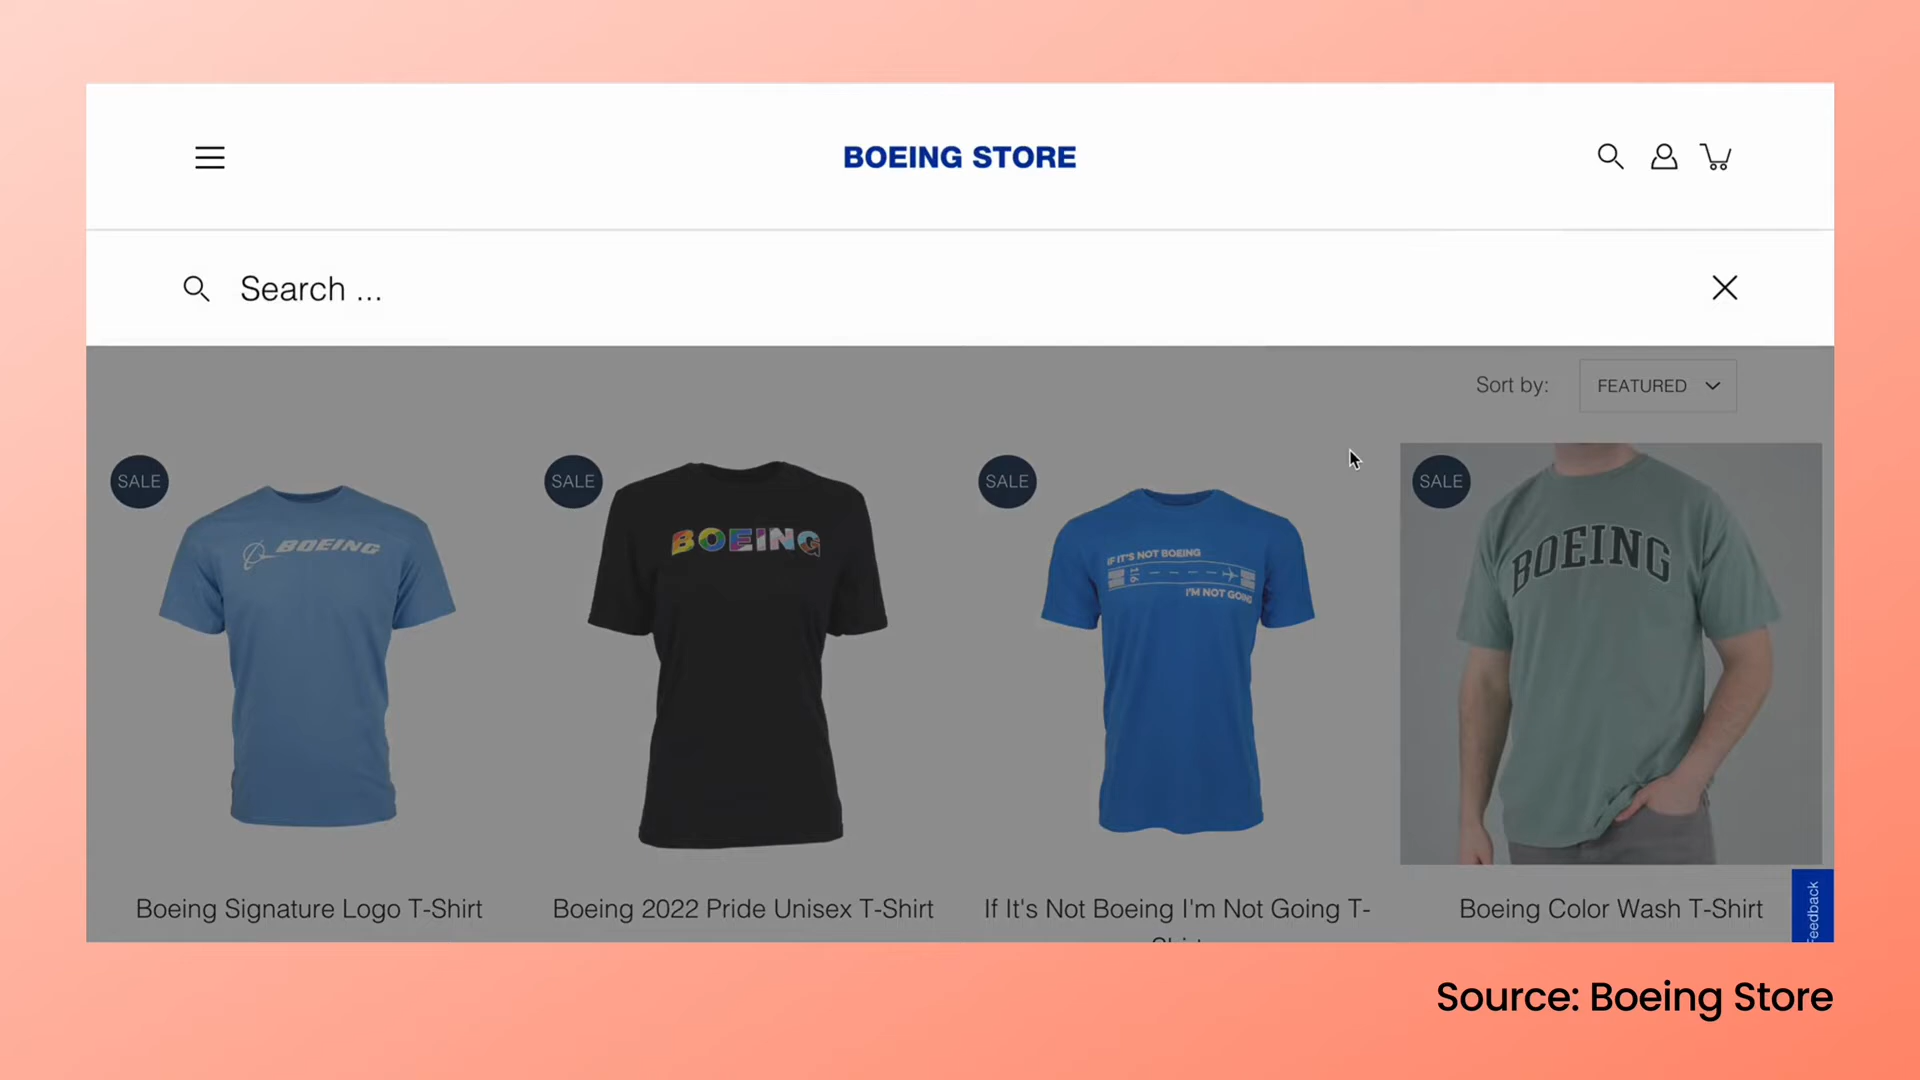 BOEING STORE
Search ...
Sort by:
FEATURED
SALE
SALE
SALE
SALE
BOEING
BOEING
IF IT'S NOT BOEING
16
I'M NOT GOING
BOEING
Boeing Signature Logo T-Shirt
Boeing 2022 Pride Unisex T-Shirt
If It's Not Boeing I'm Not Going T-
Shirt
Boeing Color Wash T-Shirt
Feedback
Source: Boeing Store